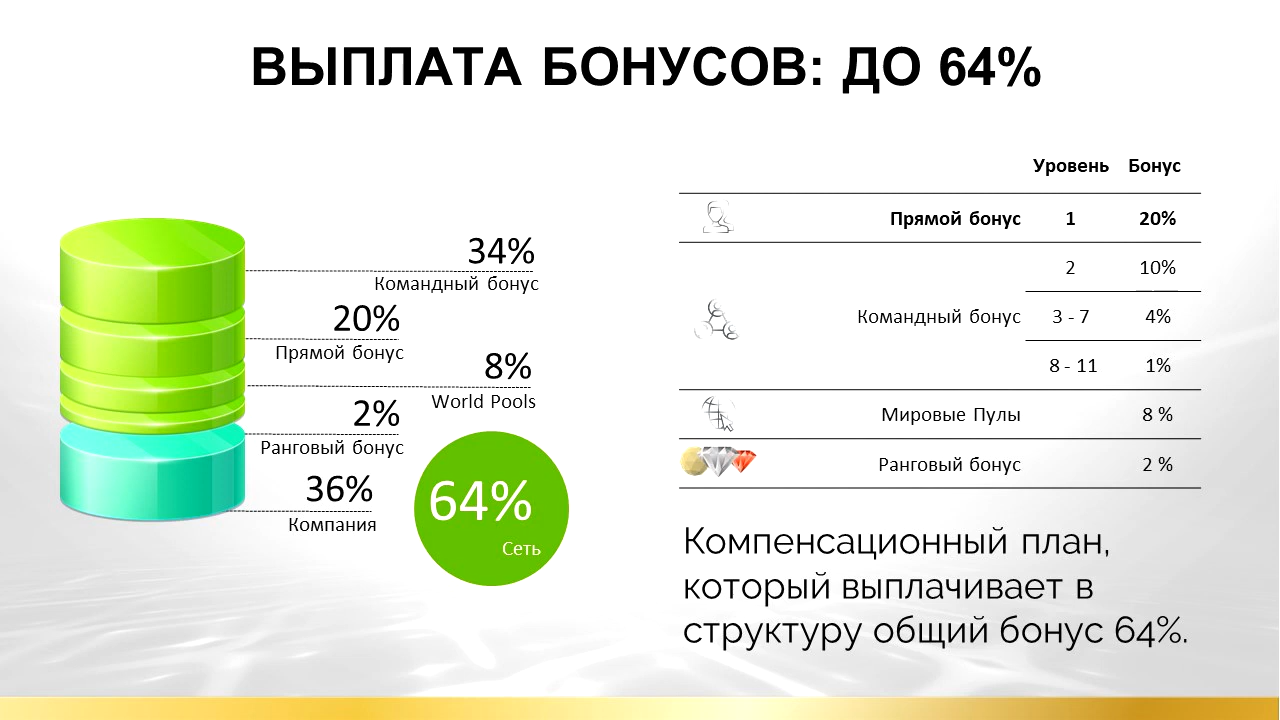 ВЫПЛАТА БОНУСОВ: ДО 64%
34%
Командный бонус
20%
Прямой бонус
8%
World Pools
2%
Ранговый бонус
36%
Компания
64%
Сеть
Уровень Бонус
Прямой бонус 1 20%
2 10%
Командный бонус 3 - 7 4%
8 - 11 1%
Мировые Пулы 8 %
Ранговый бонус 2 %
Компенсационный план,
который выплачивает в
структуру общий бонус 64%.